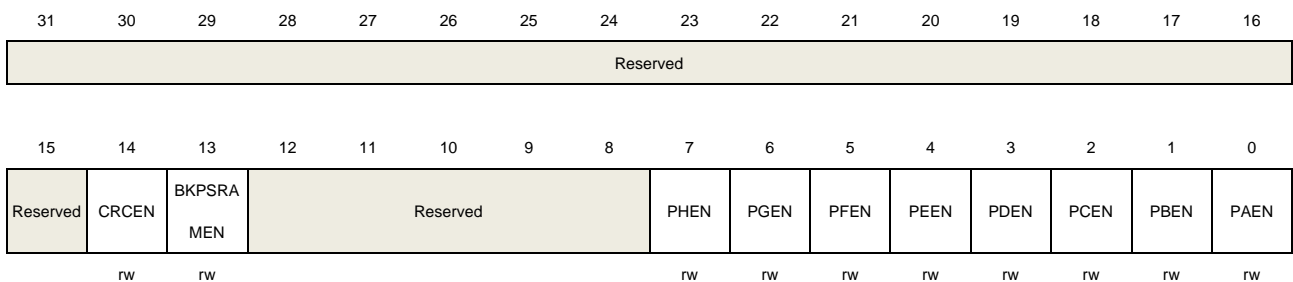 31 30 29 28 27 26 25 24 23 22 21 20 19 18 17 16
Reserved
15 14 13 12 11 10 9 8 7 6 5 4 3 2 1 0
Reserved CRCEN BKPSRA MEN Reserved PHEN PGEN PFEN PEEN PDEN PCEN PBEN PAEN
rw rw rw rw rw rw rw rw rw rw